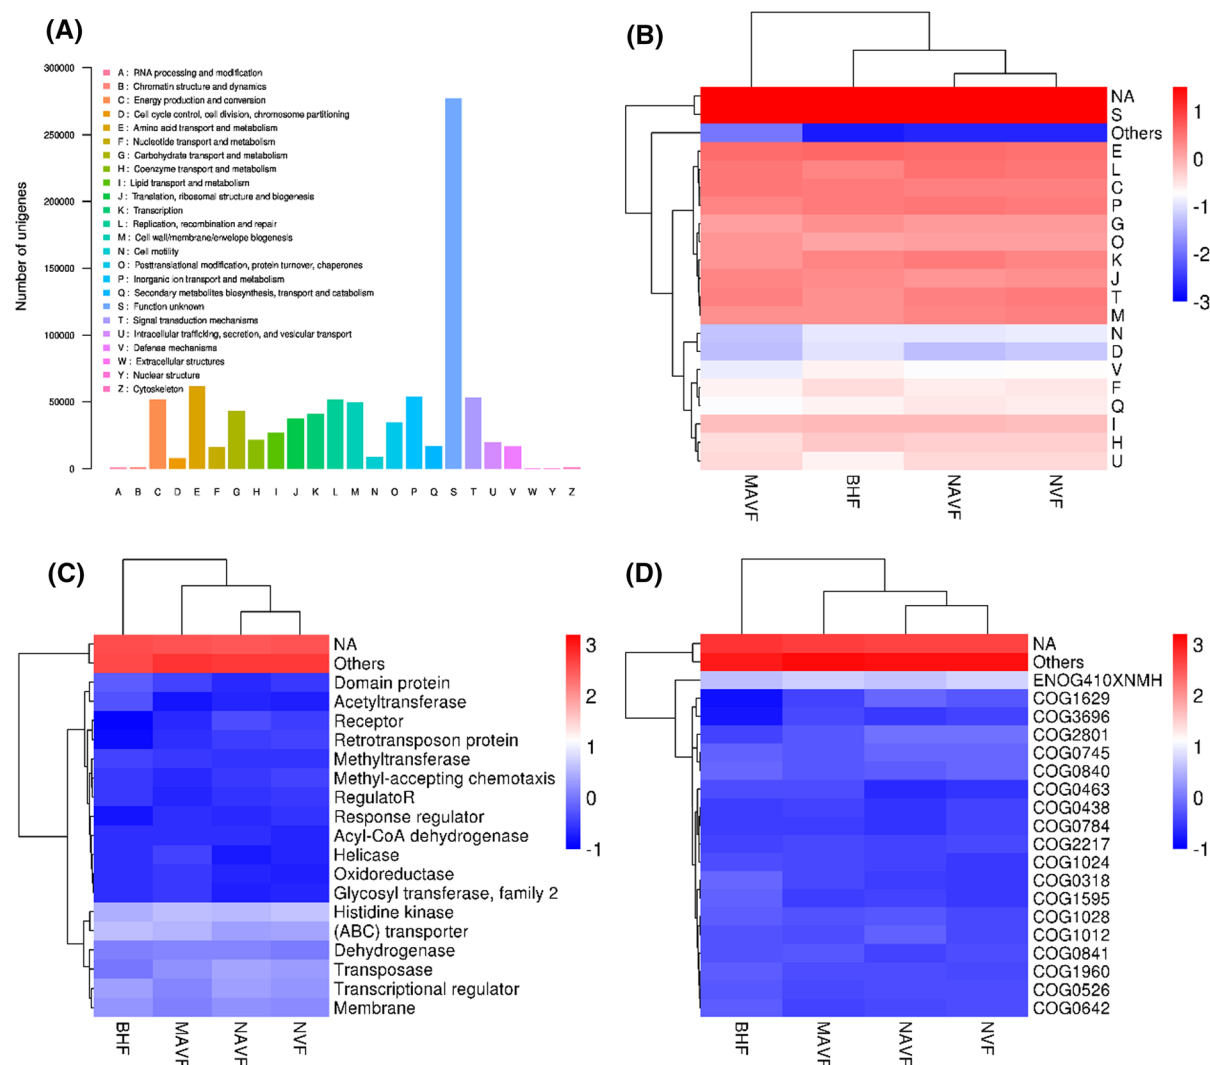 (A)
300000
250000
200000
150000
100000
50000
0
Number of unigenes
A : RNA processing and modification
B : Chromatin structure and dynamics
C : Energy production and conversion
D : Cell cycle control, cell division, chromosome partitioning
E : Amino acid transport and metabolism
F : Nucleotide transport and metabolism
G : Carbohydrate transport and metabolism
H : Coenzyme transport and metabolism
I : Lipid transport and metabolism
J : Translation, ribosomal structure and biogenesis
K : Transcription
L : Replication, recombination and repair
M : Cell wall/membrane/envelope biogenesis
N : Cell motility
O : Posttranslational modification, protein turnover, chaperones
P : Inorganic ion transport and metabolism
Q : Secondary metabolites biosynthesis, transport and catabolism
S : Function unknown
T : Signal transduction mechanisms
U : Intracellular trafficking, secretion, and vesicular transport
V : Defense mechanisms
W : Extracellular structures
Y : Nuclear structure
Z : Cytoskeleton
A B C D E F G H I J K L M N O P Q S T U V W Y Z
(B)
NA
S
Others
E
L
C
P
G
O
K
J
T
M
N
D
V
F
Q
I
H
U
MAVF
BHF
NAVF
NVF
1
0
-1
-2
-3
(C)
NA
Others
Domain protein
Acetyltransferase
Receptor
Retrotransposon protein
Methyltransferase
Methyl-accepting chemotaxis
RegulatoR
Response regulator
Acyl-CoA dehydrogenase
Helicase
Oxidoreductase
Glycosyl transferase, family 2
Histidine kinase
(ABC) transporter
Dehydrogenase
Transposase
Transcriptional regulator
Membrane
BHF
MAVF
NAVF
NVF
3
2
1
0
-1
(D)
NA
Others
ENOG410XNMH
COG1629
COG3696
COG2801
COG0745
COG0840
COG0463
COG0438
COG0784
COG2217
COG1024
COG0318
COG1595
COG1028
COG1012
COG0841
COG1960
COG0526
COG0642
BHF
MAVF
NAVF
NVF
3
2
1
0
-1